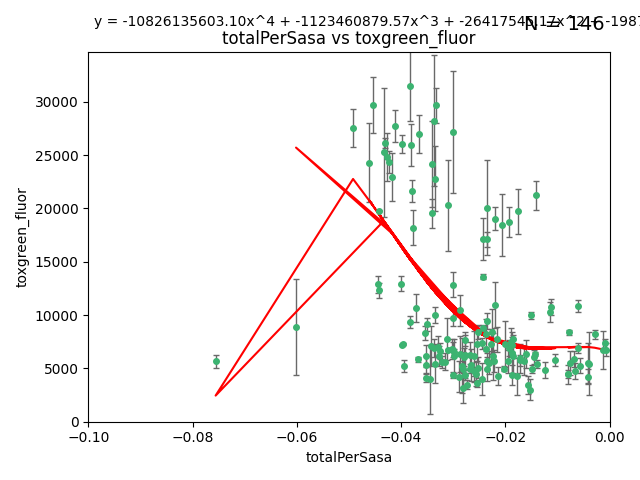 y = -10826135603.10x^4 + -1123460879.57x^3 +
N = 146
totalPerSasa vs toxgreen_fluor
toxgreen_fluor
30000
25000
20000
15000
10000
5000
0
−0.10 −0.08 −0.06 −0.04 −0.02 0.00
totalPerSasa